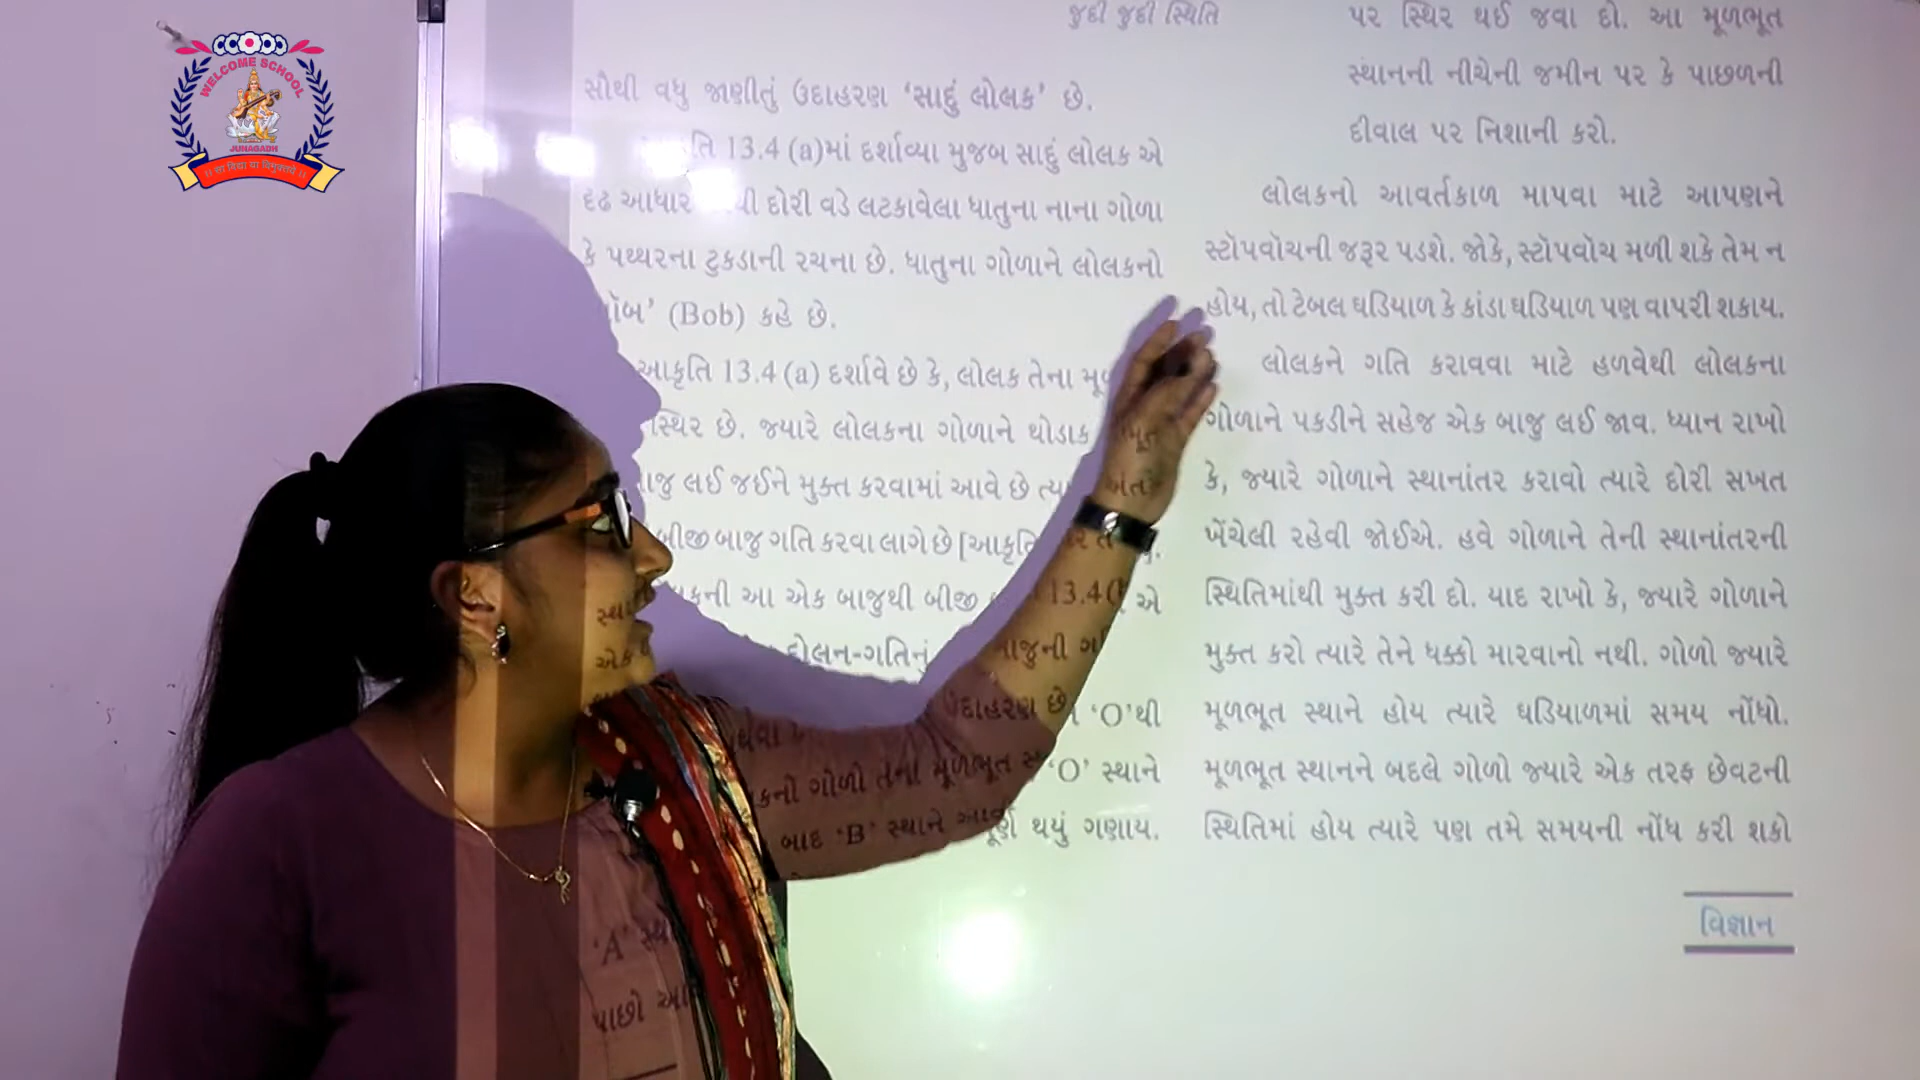 WELCOME SCHOOL
JUNAGADH
।। सा विद्या या विमुक्तये ।।
જુદી જુદી સ્થિતિ
સૌથી વધુ જાણીતું ઉદાહરણ ‘સાદું લોલક’ છે.
13.4 (a)માં દર્શાવ્યા મુજબ સાદું લોલક એ
દૃઢ આધાર દોરી વડે લટકાવેલા ધાતુના નાના ગોળા
કે પથ્થરના ટુકડાની રચના છે. ધાતુના ગોળાને લોલકનો
(Bob) કહે છે.
આકૃતિ 13.4 (a) દર્શાવે છે કે, લોલક તેના
સ્થિર છે. જ્યારે લોલકના ગોળાને થોડાક
લઈ જઈને મુક્ત કરવામાં આવે છે
બીજી બાજુ ગતિ કરવા લાગે છે [આકૃતિ
આ એક બાજુથી બીજી 13.4 એ
‘O’થી
ગોળો તેના મૂળભૂત ‘O’ સ્થાને
બાદ ‘B’ સ્થાને થયું ગણાય.
‘A’
પાછો
પર સ્થિર થઈ જવા દો. આ મૂળભૂત
સ્થાનની નીચેની જમીન પર કે પાછળની
દીવાલ પર નિશાની કરો.
લોલકનો આવર્તકાળ માપવા માટે આપણને
સ્ટૉપવૉચની જરૂર પડશે. જોકે, સ્ટૉપવૉચ મળી શકે તેમ ન
હોય, તો ટેબલ ઘડિયાળ કે કાંડા ઘડિયાળ પણ વાપરી શકાય.
લોલકને ગતિ કરાવવા માટે હળવેથી લોલકના
ગોળાને પકડીને સહેજ એક બાજુ લઈ જાવ. ધ્યાન રાખો
કે, જ્યારે ગોળાને સ્થાનાંતર કરાવો ત્યારે દોરી સખત
ખેંચેલી રહેવી જોઈએ. હવે ગોળાને તેની સ્થાનાંતરની
સ્થિતિમાંથી મુક્ત કરી દો. યાદ રાખો કે, જ્યારે ગોળાને
મુક્ત કરો ત્યારે તેને ધક્કો મારવાનો નથી. ગોળો જ્યારે
મૂળભૂત સ્થાને હોય ત્યારે ઘડિયાળમાં સમય નોંધો.
મૂળભૂત સ્થાનને બદલે ગોળો જ્યારે એક તરફ છેવટની
સ્થિતિમાં હોય ત્યારે પણ તમે સમયની નોંધ કરી શકો
વિજ્ઞાન